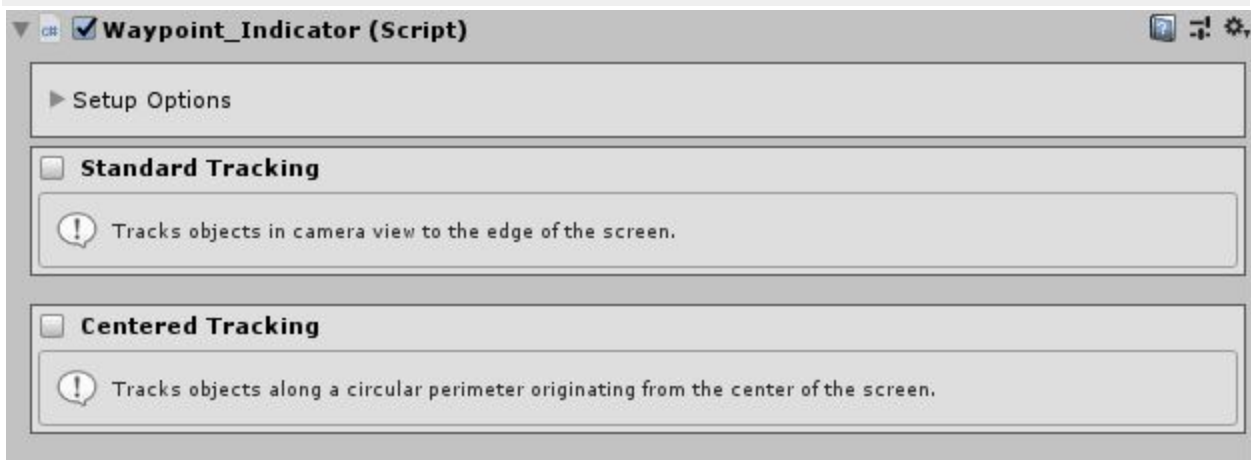 Waypoint_Indicator (Script)
Setup Options
Standard Tracking
Tracks objects in camera view to the edge of the screen.
Centered Tracking
Tracks objects along a circular perimeter originating from the center of the screen.